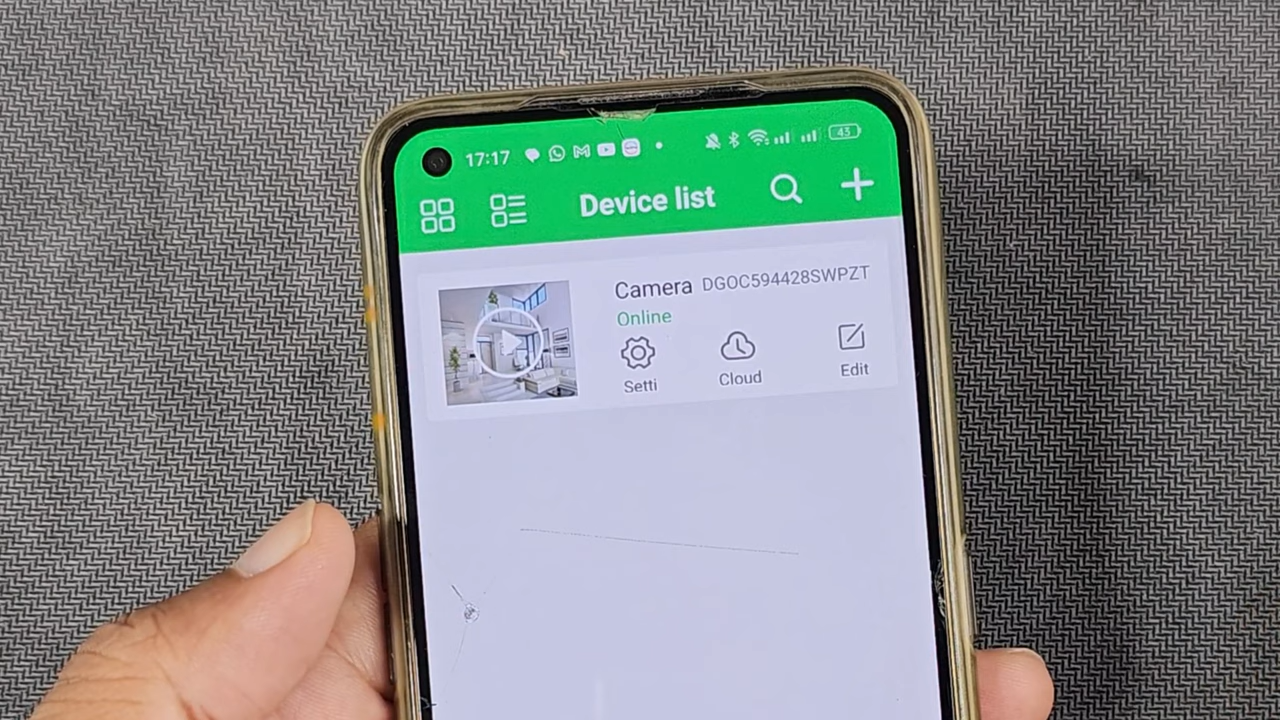 17:17
43
Device list
Camera DGOC594428SWPZT
Online
Setti Cloud Edit